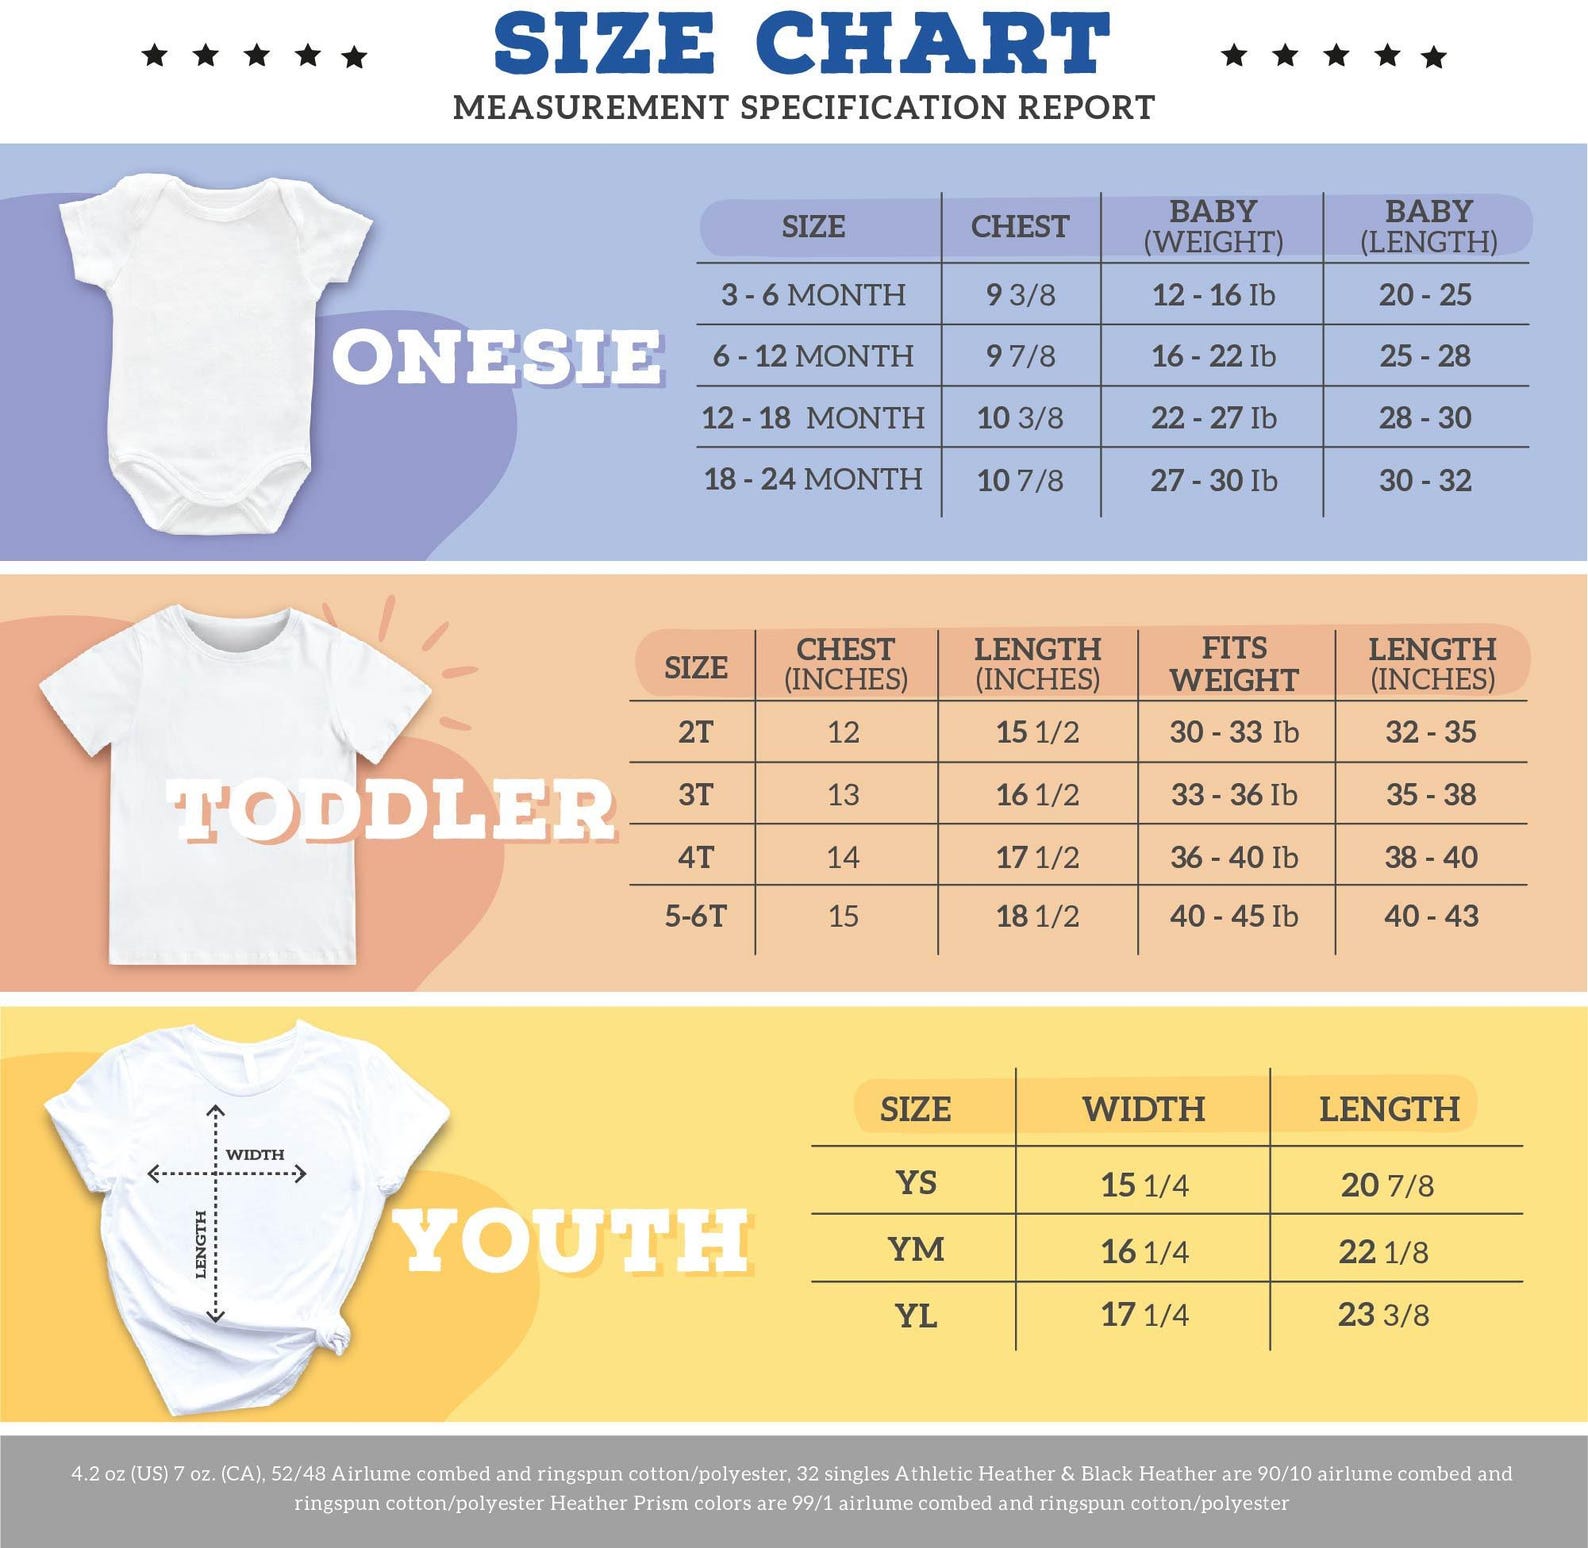 SIZE CHART
MEASUREMENT SPECIFICATION REPORT
ONESIE
SIZE CHEST BABY (WEIGHT) BABY (LENGTH)
3 - 6 MONTH 9 3/8 12 - 16 Ib 20 - 25
6 - 12 MONTH 9 7/8 16 - 22 Ib 25 - 28
12 - 18 MONTH 10 3/8 22 - 27 Ib 28 - 30
18 - 24 MONTH 10 7/8 27 - 30 Ib 30 - 32
TODDLER
SIZE CHEST (INCHES) LENGTH (INCHES) FITS WEIGHT LENGTH (INCHES)
2T 12 15 1/2 30 - 33 Ib 32 - 35
3T 13 16 1/2 33 - 36 Ib 35 - 38
4T 14 17 1/2 36 - 40 Ib 38 - 40
5-6T 15 18 1/2 40 - 45 Ib 40 - 43
WIDTH
LENGTH
YOUTH
SIZE WIDTH LENGTH
YS 15 1/4 20 7/8
YM 16 1/4 22 1/8
YL 17 1/4 23 3/8
4.2 oz (US) 7 oz. (CA), 52/48 Airlume combed and ringspun cotton/polyester, 32 singles Athletic Heather & Black Heather are 90/10 airlume combed and
ringspun cotton/polyester Heather Prism colors are 99/1 airlume combed and ringspun cotton/polyester